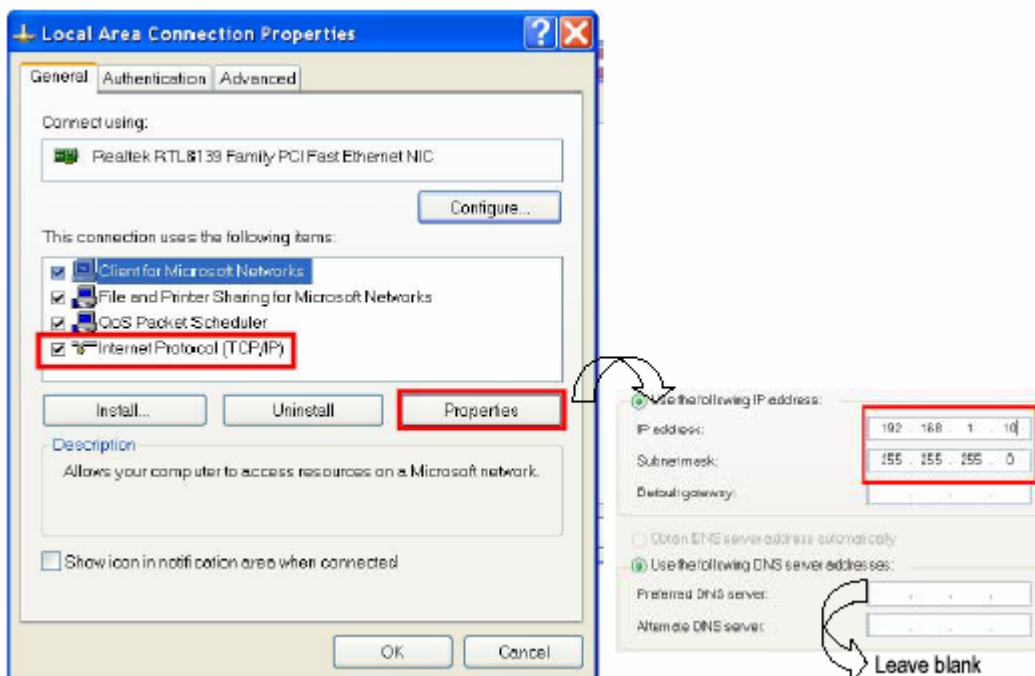 Local Area Connection Properties
General Authentication Advanced
Connect using:
Realtek RTL8139 Family PCI Fast Ethernet NIC
Configure...
This connection uses the following items:
Client for Microsoft Networks
File and Printer Sharing for Microsoft Networks
QoS Packet Scheduler
Internet Protocol (TCP/IP)
Install... Uninstall Properties
Description
Allows your computer to access resources on a Microsoft network.
Show icon in notification area when connected
OK Cancel
Use the following IP address:
IP address: 192 . 168 . 1 . 10
Subnet mask: 255 . 255 . 255 . 0
Default gateway:
Obtain DNS server address automatically
Use the following DNS server addresses:
Preferred DNS server:
Alternate DNS server:
Leave blank